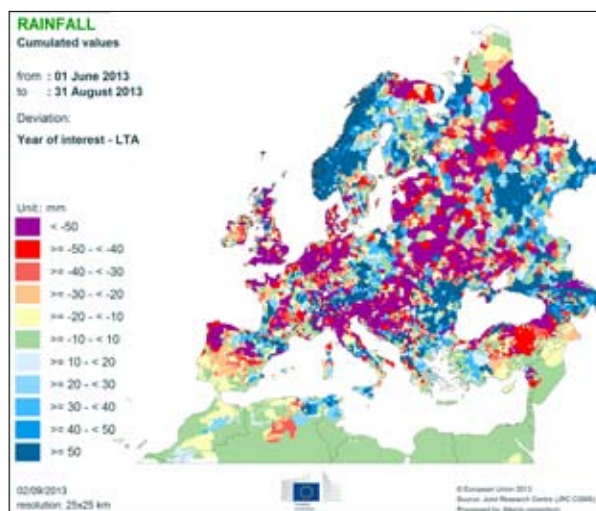 RAINFALL
Cumulated values
from : 01 June 2013
to : 31 August 2013
Deviation:
Year of interest - LTA
Unit: mm
< -50
>= -50 - < -40
>= -40 - < -30
>= -30 - < -20
>= -20 - < -10
>= -10 - < 10
>= 10 - < 20
>= 20 - < 30
>= 30 - < 40
>= 40 - < 50
>= 50
02/09/2013
resolution: 25x25 km
© European Union 2013
Source: Joint Research Centre (JRC CGMS)
Processed by